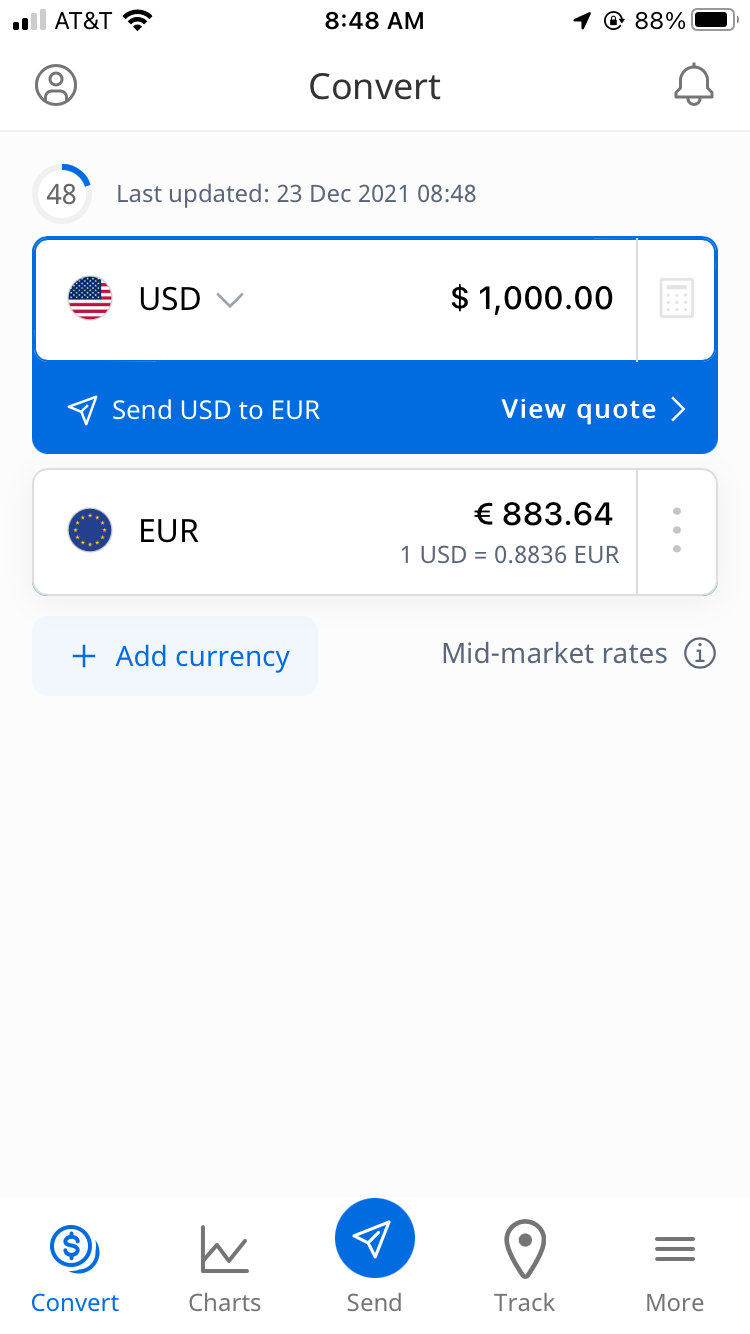 AT&T 8:48 AM 88%
Convert
48 Last updated: 23 Dec 2021 08:48
USD $ 1,000.00
Send USD to EUR View quote
EUR € 883.64
1 USD = 0.8836 EUR
+ Add currency Mid-market rates
Convert Charts Send Track More